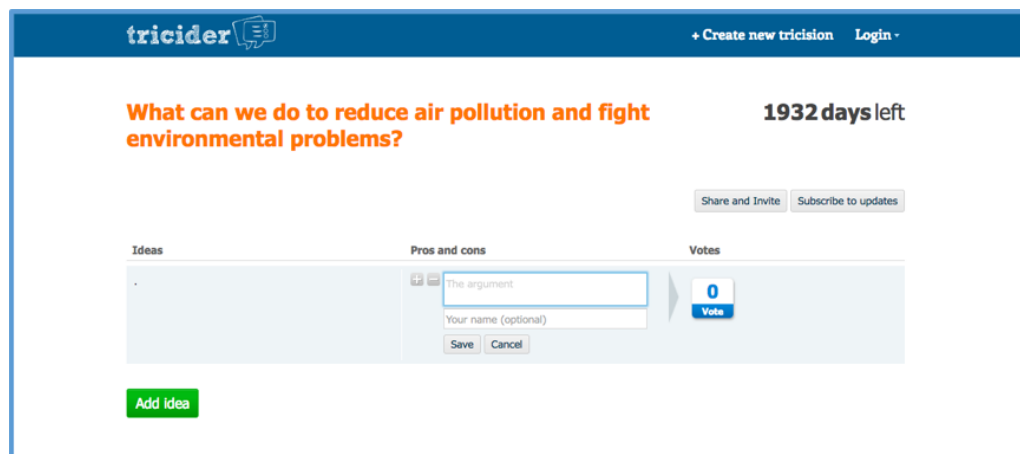 tricider
+ Create new tricision Login
What can we do to reduce air pollution and fight
environmental problems?
1932 days left
Share and Invite Subscribe to updates
Ideas Pros and cons Votes
.
+ − The argument
0
Your name (optional)
Vote
Save Cancel
Add idea